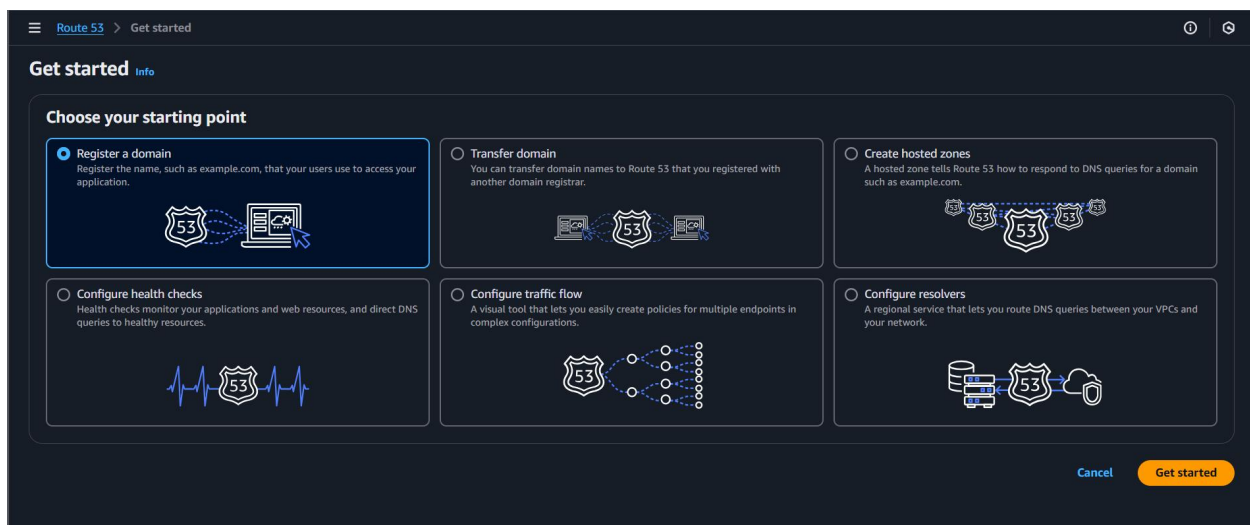 Route 53 > Get started
Get started Info
Choose your starting point
Register a domain
Register the name, such as example.com, that your users use to access your
application.
53
Transfer domain
You can transfer domain names to Route 53 that you registered with
another domain registrar.
53
Create hosted zones
A hosted zone tells Route 53 how to respond to DNS queries for a domain
such as example.com.
53 53 53 53 53
Configure health checks
Health checks monitor your applications and web resources, and direct DNS
queries to healthy resources.
53
Configure traffic flow
A visual tool that lets you easily create policies for multiple endpoints in
complex configurations.
53
Configure resolvers
A regional service that lets you route DNS queries between your VPCs and
your network.
53
Cancel Get started